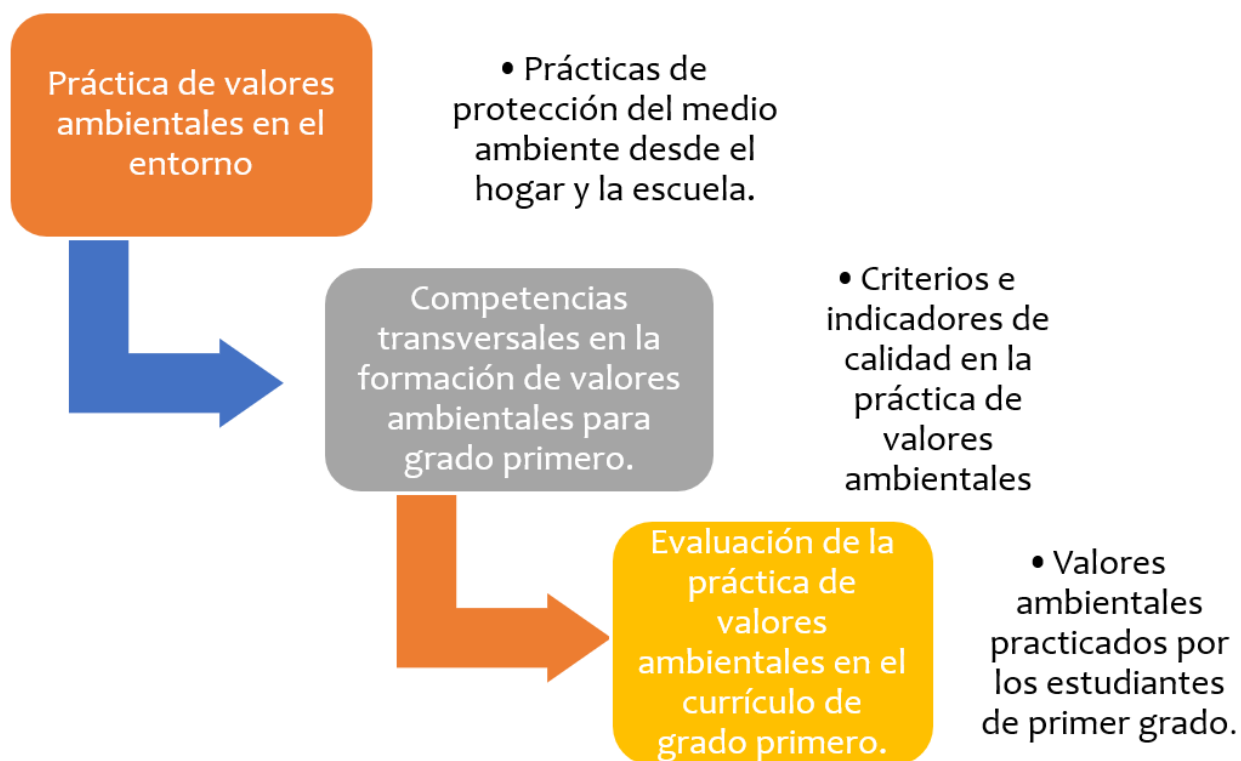 Práctica de valores
ambientales en el
entorno
• Prácticas de
protección del medio
ambiente desde el
hogar y la escuela.
Competencias
transversales en la
formación de valores
ambientales para
grado primero.
• Criterios e
indicadores de
calidad en la
práctica de
valores
ambientales
Evaluación de la
práctica de
valores
ambientales en el
currículo de
grado primero.
• Valores
ambientales
practicados por
los estudiantes
de primer grado.